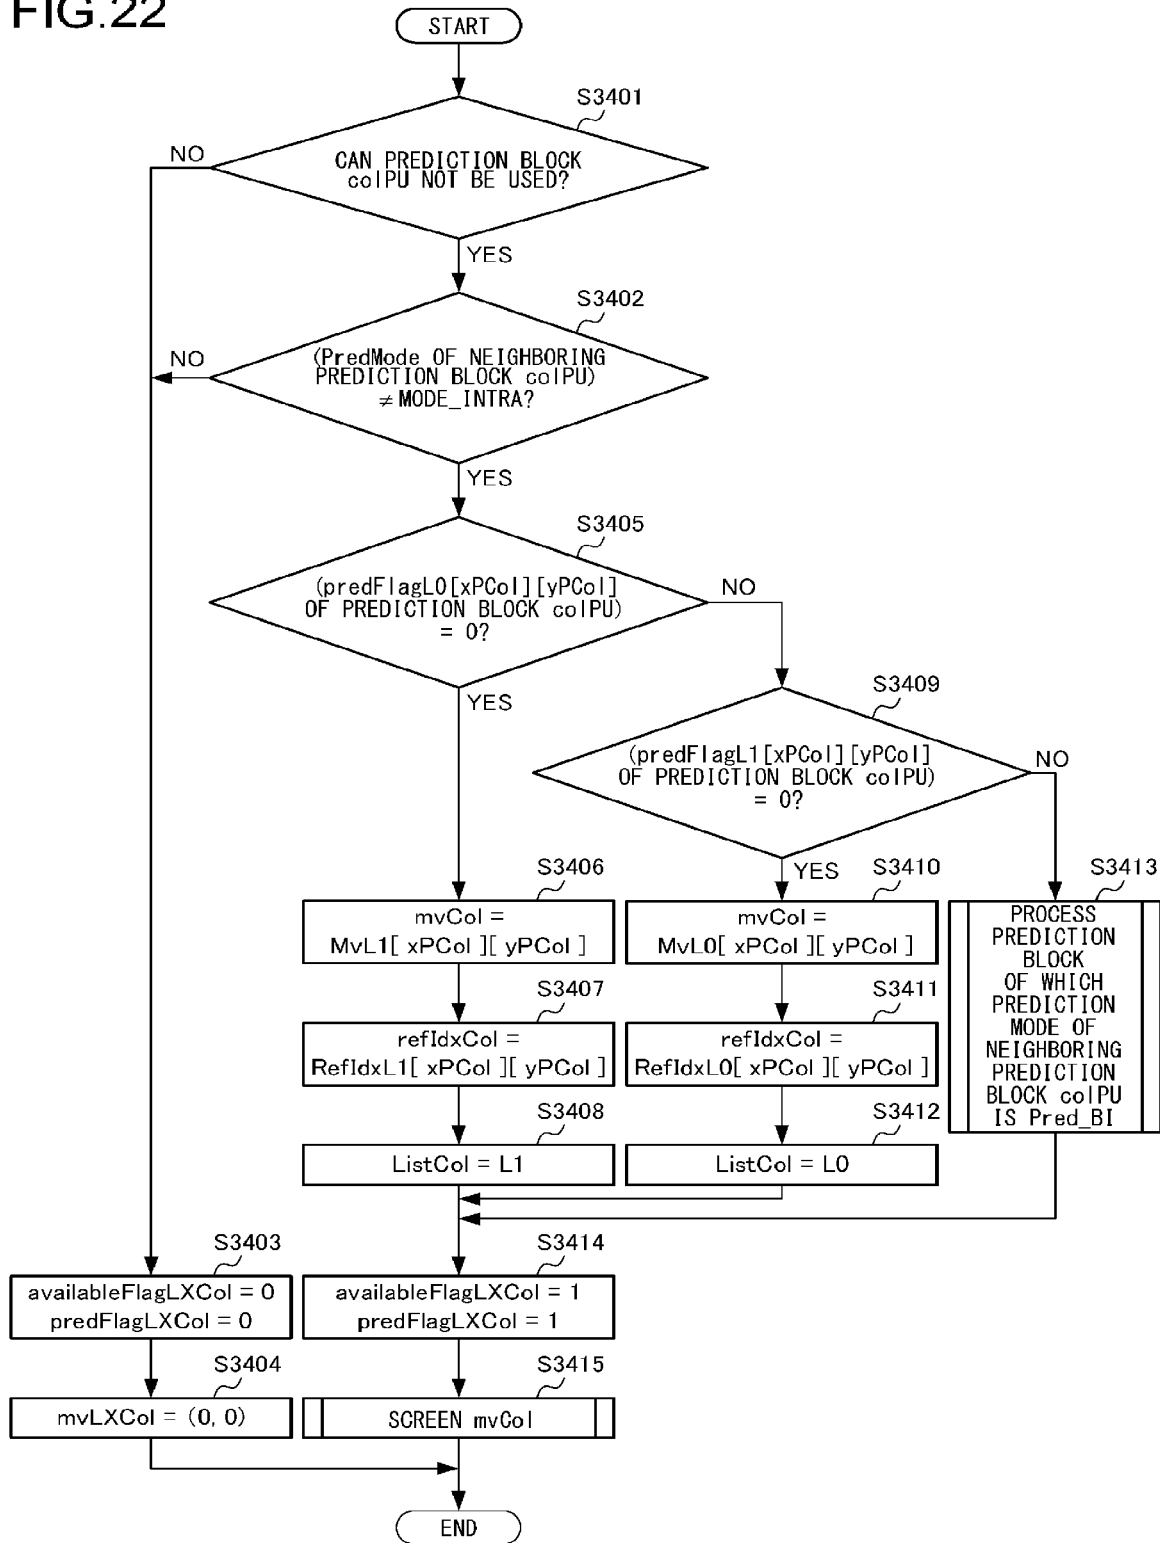 FIG.22
START
S3401
CAN PREDICTION BLOCK
colPU NOT BE USED?
NO
YES
S3402
(PredMode OF NEIGHBORING
PREDICTION BLOCK colPU)
≠MODE_INTRA?
NO
YES
S3405
(predFlagL0[xPCol][yPCol]
OF PREDICTION BLOCK colPU)
= 0?
NO
YES
S3409
(predFlagL1[xPCol][yPCol]
OF PREDICTION BLOCK colPU)
= 0?
NO
YES
S3406
mvCol =
MvL1[ xPCol ][ yPCol ]
S3410
mvCol =
MvL0[ xPCol ][ yPCol ]
S3413
PROCESS
PREDICTION
BLOCK
OF WHICH
PREDICTION
MODE OF
NEIGHBORING
PREDICTION
BLOCK colPU
IS Pred_BI
S3407
refIdxCol =
RefIdxL1[ xPCol ][ yPCol ]
S3411
refIdxCol =
RefIdxL0[ xPCol ][ yPCol ]
S3408
ListCol = L1
S3412
ListCol = L0
S3403
availableFlagLXCol = 0
predFlagLXCol = 0
S3414
availableFlagLXCol = 1
predFlagLXCol = 1
S3404
mvLXCol = (0, 0)
S3415
SCREEN mvCol
END